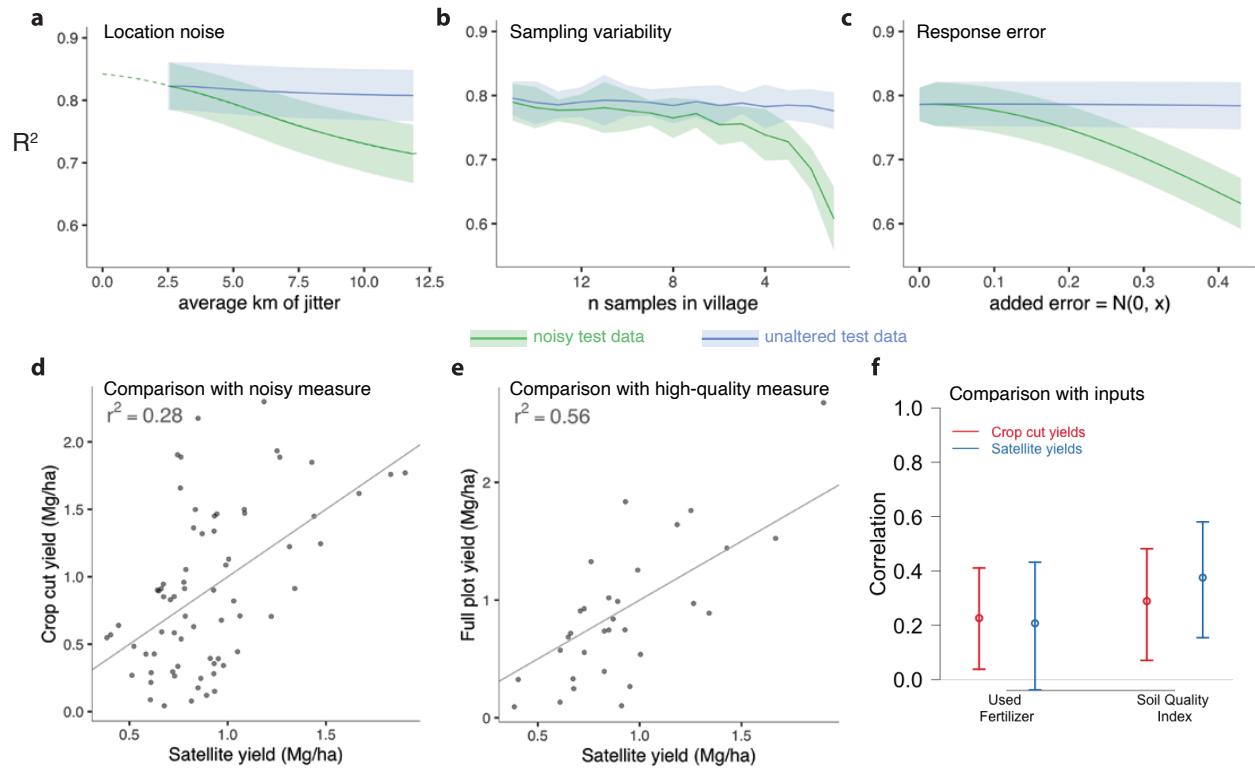 a
Location noise
R²
0.9
0.8
0.7
0.6
0.0
2.5
5.0
7.5
10.0
12.5
average km of jitter
b
Sampling variability
0.9
0.8
0.7
0.6
12
8
4
n samples in village
c
Response error
0.9
0.8
0.7
0.6
0.0
0.1
0.2
0.3
0.4
added error = N(0, x)
noisy test data
unaltered test data
d
Comparison with noisy measure
r² = 0.28
Crop cut yield (Mg/ha)
2.0
1.5
1.0
0.5
0.0
0.5
1.0
1.5
Satellite yield (Mg/ha)
e
Comparison with high-quality measure
r² = 0.56
Full plot yield (Mg/ha)
2
1
0
0.5
1.0
1.5
Satellite yield (Mg/ha)
f
Comparison with inputs
Crop cut yields
Satellite yields
Correlation
1.0
0.8
0.6
0.4
0.2
0.0
Used
Fertilizer
Soil Quality
Index